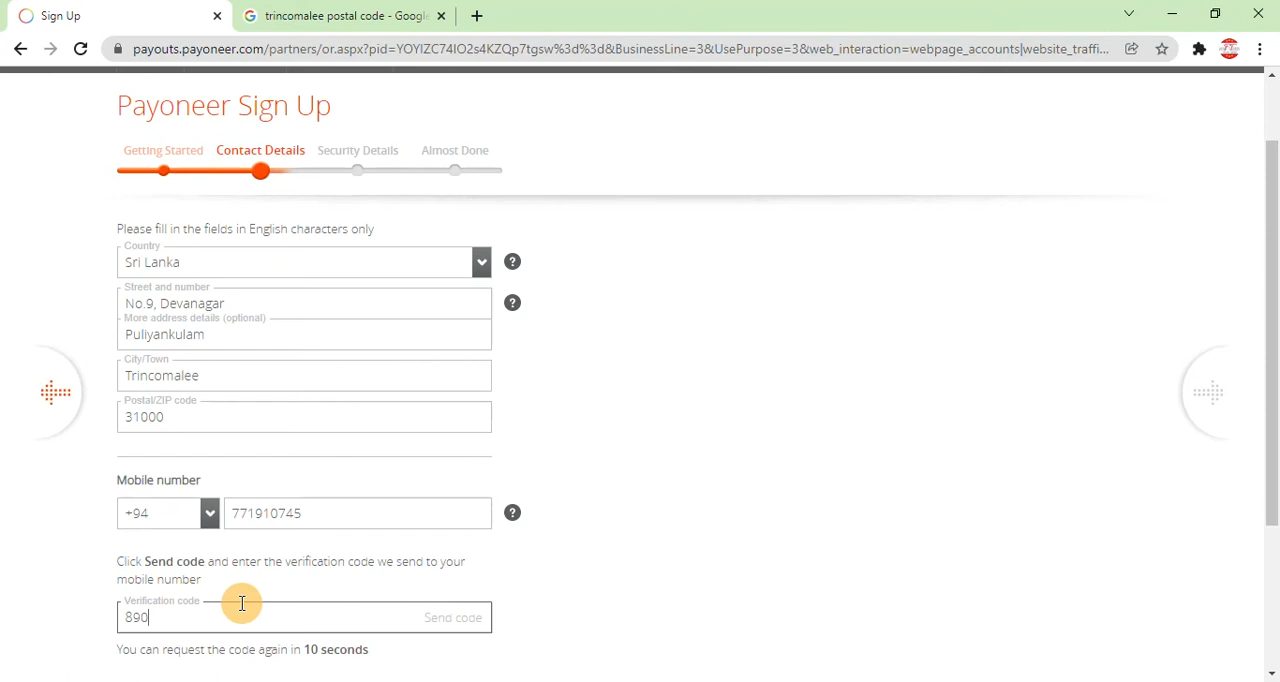 Sign Up
trincomalee postal code - Google
payouts.payoneer.com/partners/or.aspx?pid=YOYIZC74IO2s4KZQp7tgsw%3d%3d&BusinessLine=3&UsePurpose=3&web_interaction=webpage_accounts|website_traffi...
Payoneer Sign Up
Getting Started Contact Details Security Details Almost Done
Please fill in the fields in English characters only
Country
Sri Lanka
Street and number
No.9, Devanagar
More address details (optional)
Puliyankulam
City/Town
Trincomalee
Postal/ZIP code
31000
Mobile number
+94 771910745
Click Send code and enter the verification code we send to your
mobile number
Verification code
890 Send code
You can request the code again in 10 seconds